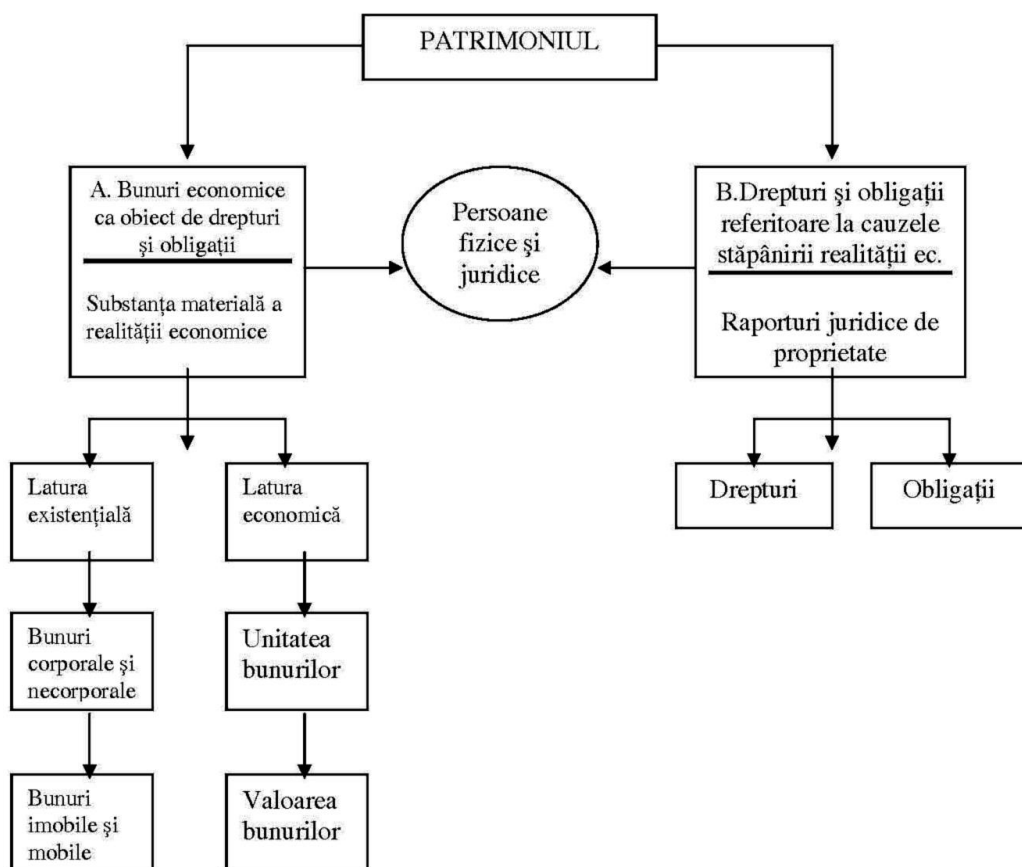 PATRIMONIUL
A. Bunuri economice
ca obiect de drepturi
şi obligaţii
Substanţa materială a
realităţii economice
Persoane
fizice şi
juridice
B.Drepturi şi obligaţii
referitoare la cauzele
stăpânirii realităţii ec.
Raporturi juridice de
proprietate
Latura
existenţială
Latura
economică
Drepturi
Obligaţii
Bunuri
corporale şi
necorporale
Unitatea
bunurilor
Bunuri
imobile şi
mobile
Valoarea
bunurilor